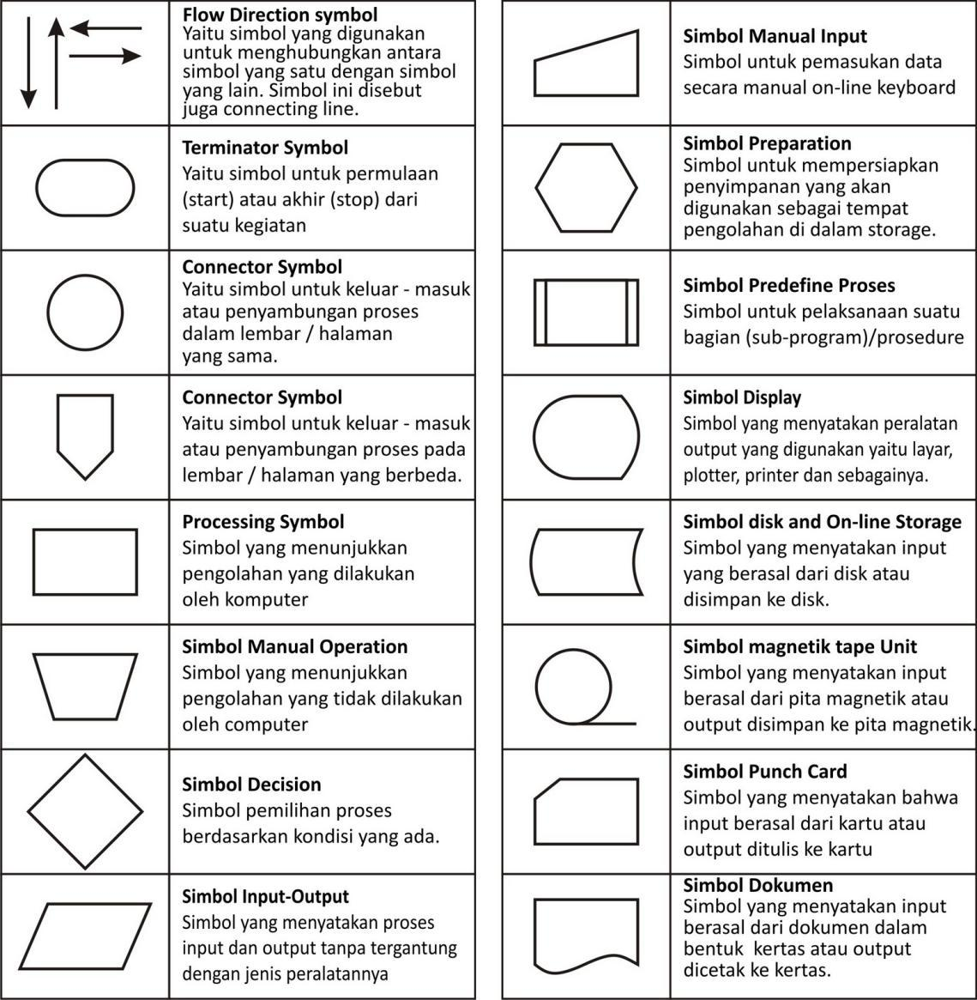 Flow Direction symbol
Yaitu simbol yang digunakan
untuk menghubungkan antara
simbol yang satu dengan simbol
yang lain. Simbol ini disebut
juga connecting line.
Terminator Symbol
Yaitu simbol untuk permulaan
(start) atau akhir (stop) dari
suatu kegiatan
Connector Symbol
Yaitu simbol untuk keluar - masuk
atau penyambungan proses
dalam lembar / halaman
yang sama.
Connector Symbol
Yaitu simbol untuk keluar - masuk
atau penyambungan proses pada
lembar / halaman yang berbeda.
Processing Symbol
Simbol yang menunjukkan
pengolahan yang dilakukan
oleh komputer
Simbol Manual Operation
Simbol yang menunjukkan
pengolahan yang tidak dilakukan
oleh computer
Simbol Decision
Simbol pemilihan proses
berdasarkan kondisi yang ada.
Simbol Input-Output
Simbol yang menyatakan proses
input dan output tanpa tergantung
dengan jenis peralatannya
Simbol Manual Input
Simbol untuk pemasukan data
secara manual on-line keyboard
Simbol Preparation
Simbol untuk mempersiapkan
penyimpanan yang akan
digunakan sebagai tempat
pengolahan di dalam storage.
Simbol Predefine Proses
Simbol untuk pelaksanaan suatu
bagian (sub-program)/prosedure
Simbol Display
Simbol yang menyatakan peralatan
output yang digunakan yaitu layar,
plotter, printer dan sebagainya.
Simbol disk and On-line Storage
Simbol yang menyatakan input
yang berasal dari disk atau
disimpan ke disk.
Simbol magnetik tape Unit
Simbol yang menyatakan input
berasal dari pita magnetik atau
output disimpan ke pita magnetik.
Simbol Punch Card
Simbol yang menyatakan bahwa
input berasal dari kartu atau
output ditulis ke kartu
Simbol Dokumen
Simbol yang menyatakan input
berasal dari dokumen dalam
bentuk  kertas atau output
dicetak ke kertas.